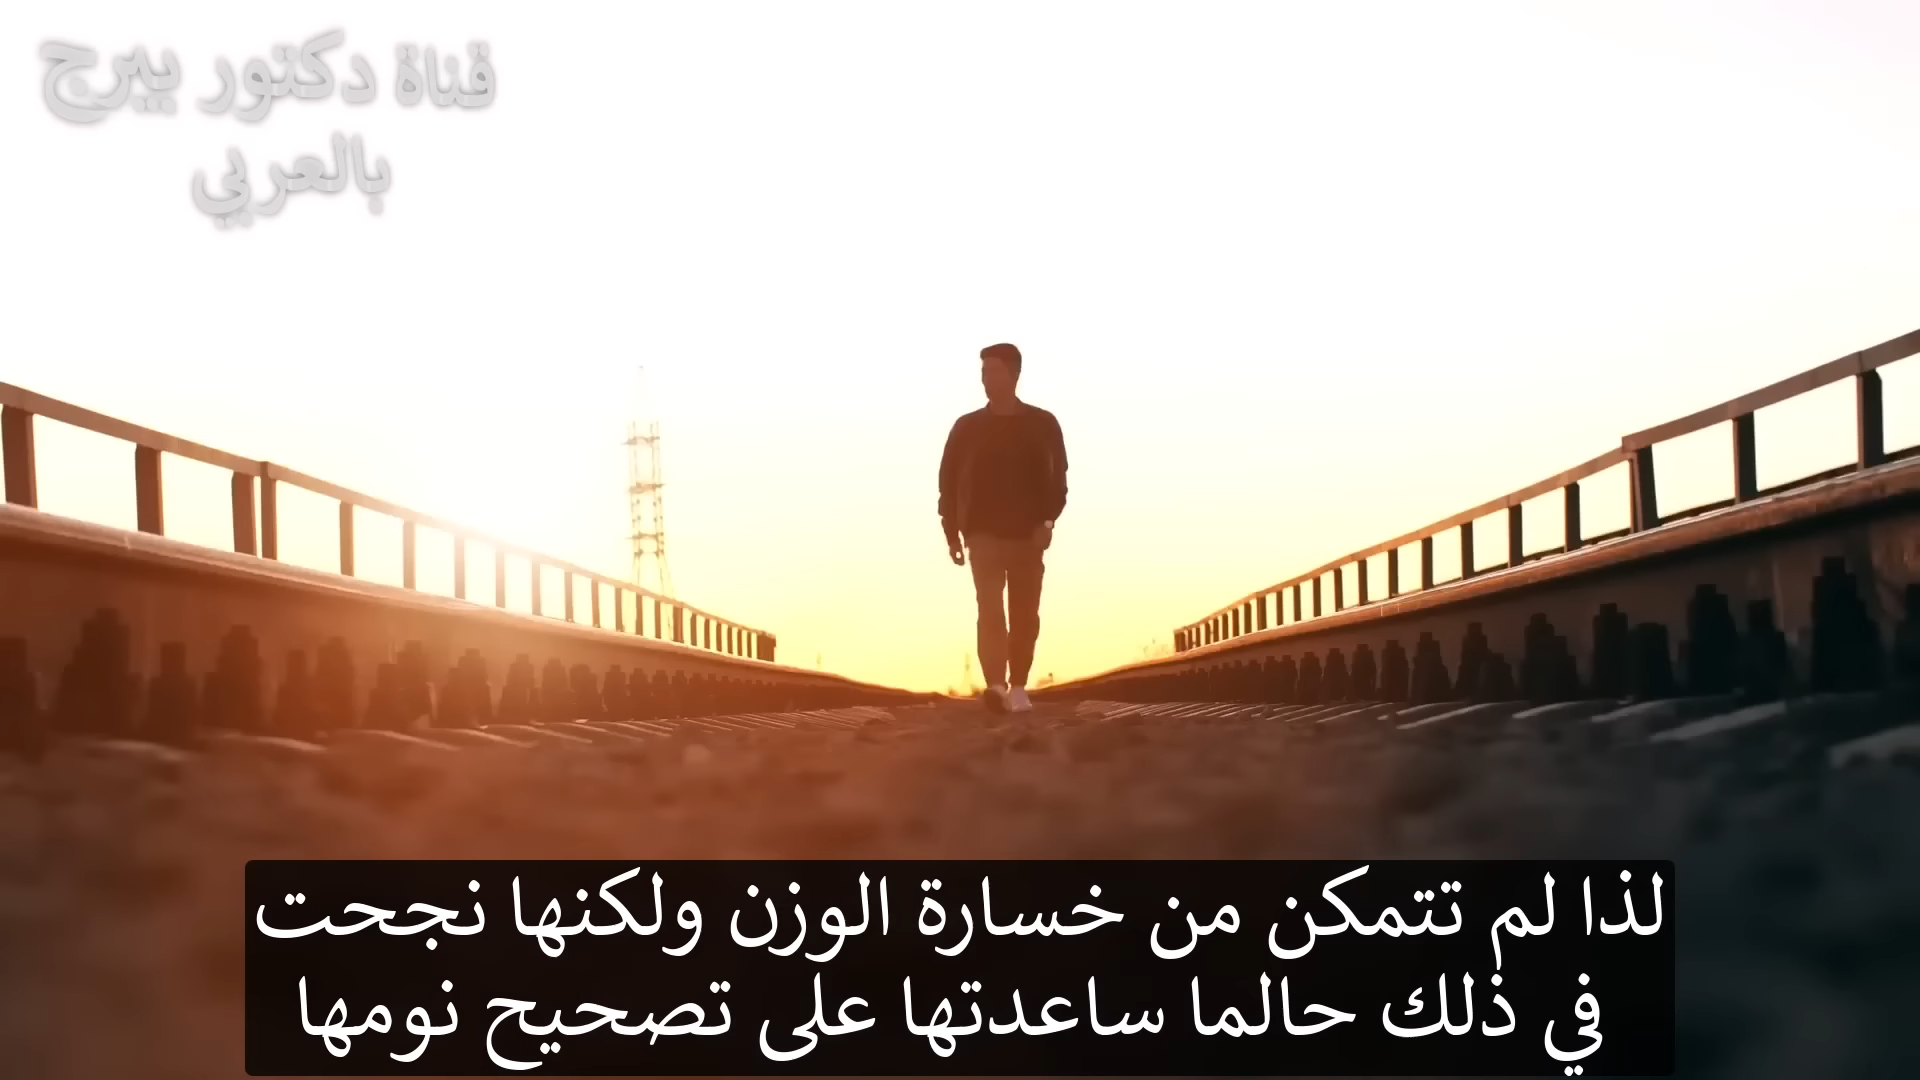 قناة دكتور بيرج
بالعربي
لذا لم تتمكن من خسارة الوزن ولكنها نجحت
في ذلك حالما ساعدتها على تصحيح نومها